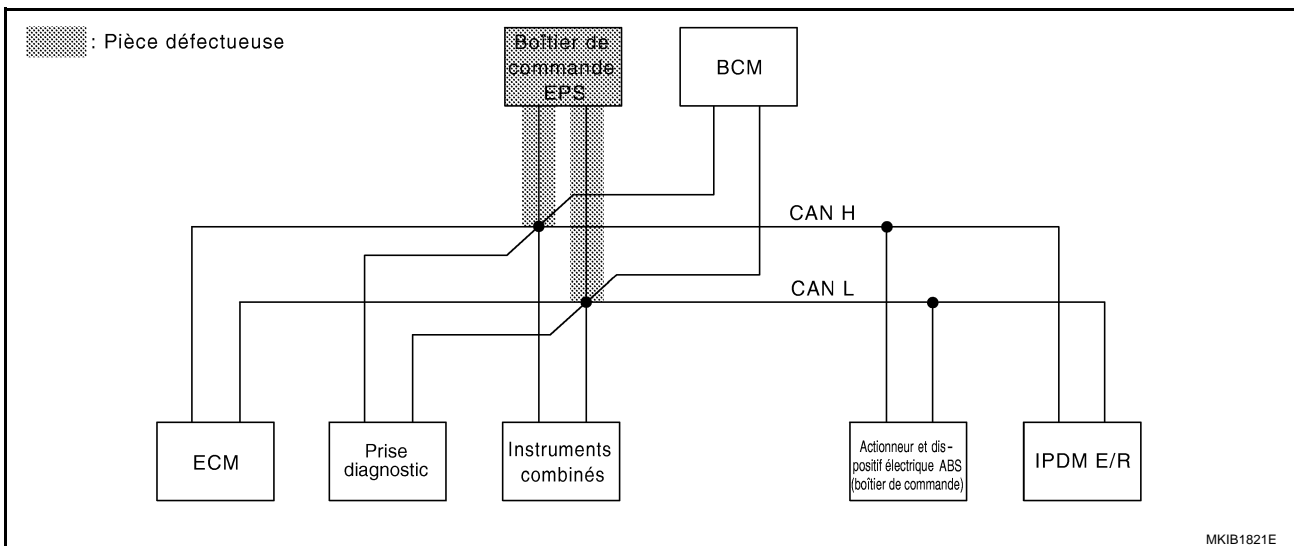 : Pièce défectueuse
Boîtier de
commande
EPS
BCM
CAN H
CAN L
ECM
Prise
diagnostic
Instruments
combinés
Actionneur et dis-
positif électrique ABS
(boîtier de commande)
IPDM E/R
MKIB1821E